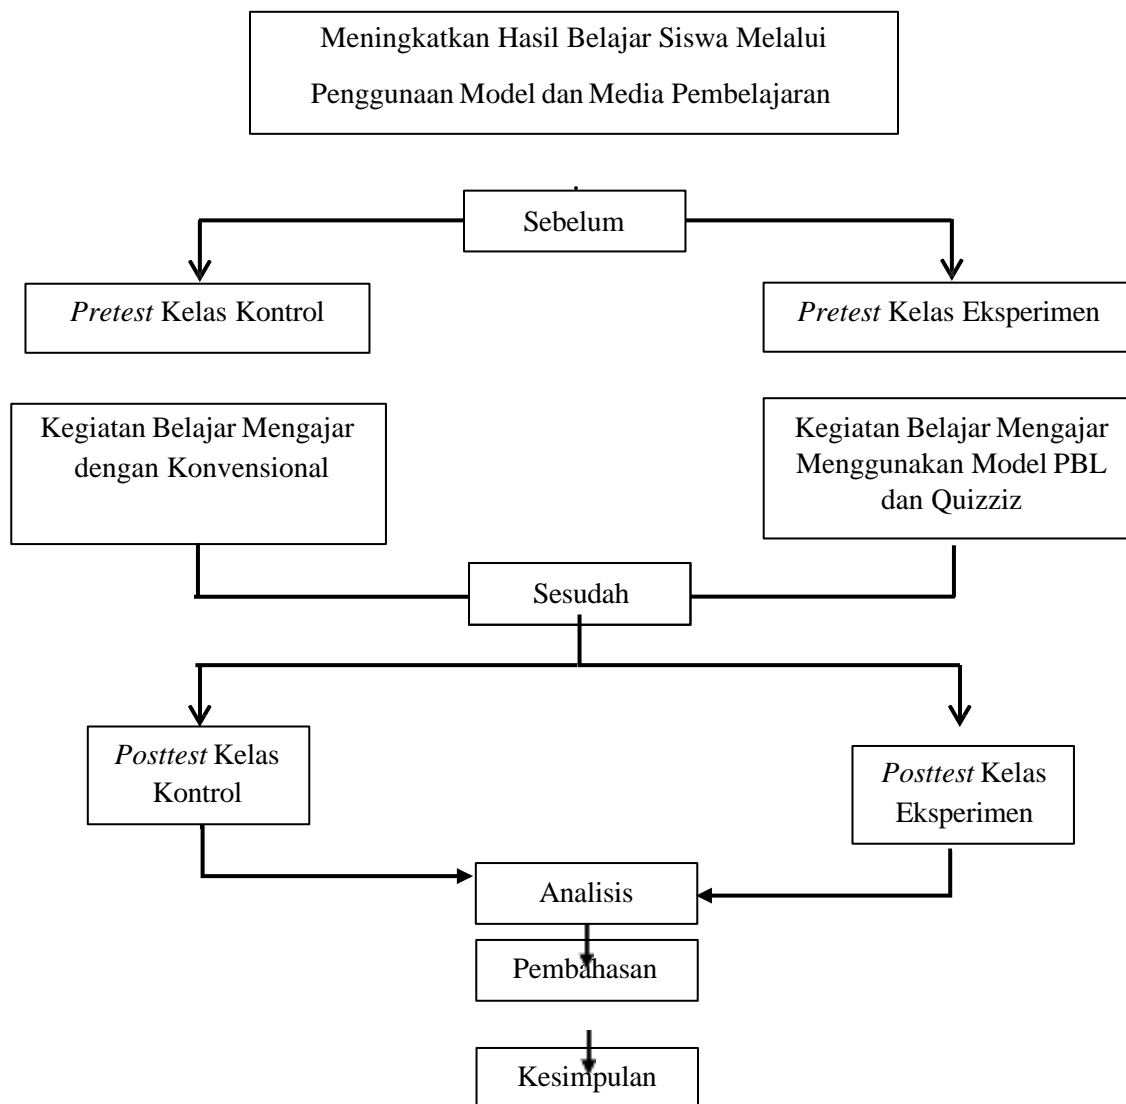 Meningkatkan Hasil Belajar Siswa Melalui
Penggunaan Model dan Media Pembelajaran
Sebelum
Pretest Kelas Kontrol
Pretest Kelas Eksperimen
Kegiatan Belajar Mengajar
dengan Konvensional
Kegiatan Belajar Mengajar
Menggunakan Model PBL
dan Quizziz
Sesudah
Posttest Kelas
Kontrol
Posttest Kelas
Eksperimen
Analisis
Pembahasan
Kesimpulan